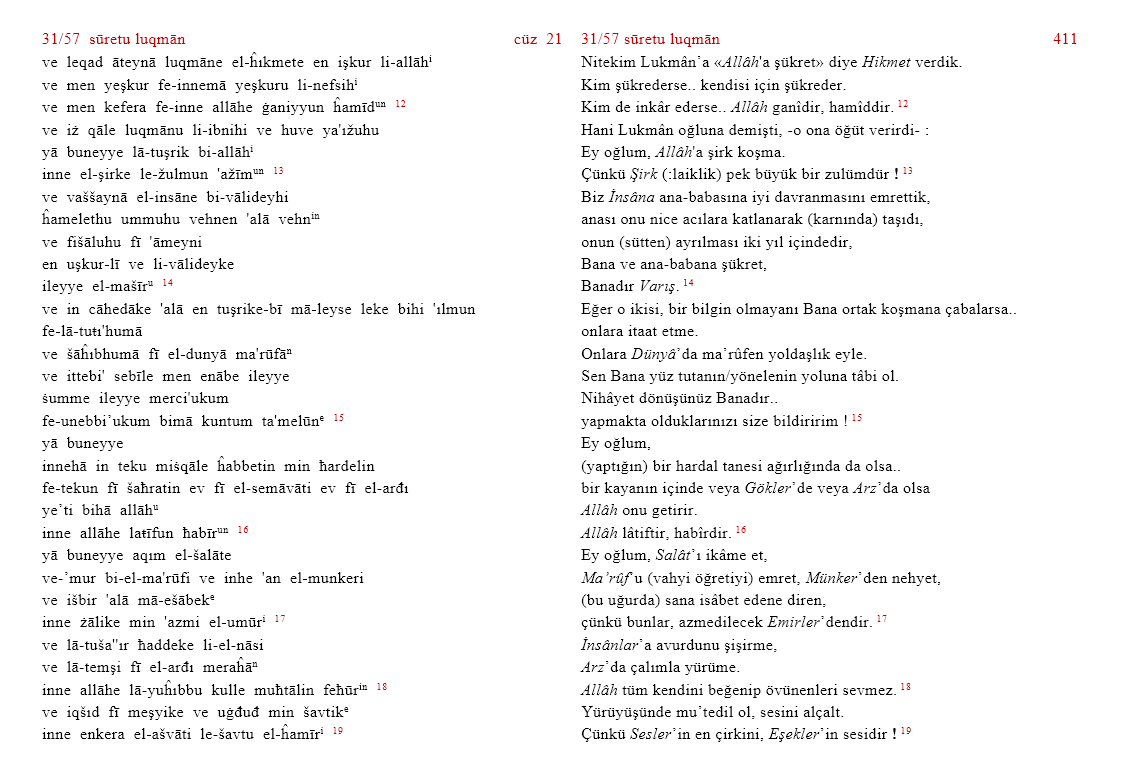 31/57 sūretu luqmān cüz 21
ve leqad āteynā luqmāne el-ĥıkmete en işkur li-allāhⁱ
ve men yeşkur fe-innemā yeşkuru li-nefsihⁱ
ve men kefera fe-inne allāhe ġaniyyun ĥamīdᵘⁿ 12
ve iż qāle luqmānu li-ibnihi ve huve ya'ıžuhu
yā buneyye lā-tuşrik bi-allāhⁱ
inne el-şirke le-žulmun 'ažīmᵘⁿ 13
ve vaššaynā el-insāne bi-vālideyhi
ĥamelethu ummuhu vehnen 'alā vehnⁱⁿ
ve fišāluhu fī 'āmeyni
en uşkur-lī ve li-vālideyke
ileyye el-mašīrᵘ 14
ve in cāhedāke 'alā en tuşrike-bī mā-leyse leke bihi 'ılmun
fe-lā-tutı'humā
ve šāĥıbhumā fī el-dunyā ma'rūfāⁿ
ve ittebi' sebīle men enābe ileyye
šumme ileyye merci'ukum
fe-unebbi’ukum bimā kuntum ta'melūnᵉ 15
yā buneyye
innehā in teku mišqāle ĥabbetin min ħardelin
fe-tekun fī šaħratin ev fī el-semāvāti ev fī el-arđı
ye’ti bihā allāhᵘ
inne allāhe laŧīfun ħabīrᵘⁿ 16
yā buneyye aqım el-šalāte
ve-’mur bi-el-ma'rūfi ve inhe 'an el-munkeri
ve išbir 'alā mā-ešābekᵉ
inne żālike min 'azmi el-umūrⁱ 17
ve lā-tuša''ır ħaddeke li-el-nāsi
ve lā-temşi fī el-arđı meraĥāⁿ
inne allāhe lā-yuĥıbbu kulle muħtālin feħūrⁱⁿ 18
ve iqšıd fī meşyike ve uġđuđ min šavtikᵉ
inne enkera el-ašvāti le-šavtu el-ĥamīrⁱ 19
31/57 sūretu luqmān 411
Nitekim Lukmân’a «Allâh'a şükret» diye Hikmet verdik.
Kim şükrederse.. kendisi için şükreder.
Kim de inkâr ederse.. Allâh ganîdir, hamîddir. 12
Hani Lukmân oğluna demişti, -o ona öğüt verirdi- :
Ey oğlum, Allâh'a şirk koşma.
Çünkü Şirk (:laiklik) pek büyük bir zulümdür ! 13
Biz İnsâna ana-babasına iyi davranmasını emrettik,
anası onu nice acılara katlanarak (karnında) taşıdı,
onun (sütten) ayrılması iki yıl içindedir,
Bana ve ana-babana şükret,
Banadır Varış. 14
Eğer o ikisi, bir bilgin olmayanı Bana ortak koşmana çabalarsa..
onlara itaat etme.
Onlara Dünyâ’da ma’rûfen yoldaşlık eyle.
Sen Bana yüz tutanın/yönelenin yoluna tâbi ol.
Nihâyet dönüşünüz Banadır..
yapmakta olduklarınızı size bildiririm ! 15
Ey oğlum,
(yaptığın) bir hardal tanesi ağırlığında da olsa..
bir kayanın içinde veya Gökler’de veya Arz’da olsa
Allâh onu getirir.
Allâh lâtiftir, habîrdir. 16
Ey oğlum, Salât’ı ikâme et,
Ma’rûf'u (vahyi öğretiyi) emret, Münker’den nehyet,
(bu uğurda) sana isâbet edene diren,
çünkü bunlar, azmedilecek Emirler’dendir. 17
İnsânlar’a avurdunu şişirme,
Arz’da çalımla yürüme.
Allâh tüm kendini beğenip övünenleri sevmez. 18
Yürüyüşünde mu’tedil ol, sesini alçalt.
Çünkü Sesler’in en çirkini, Eşekler’in sesidir ! 19